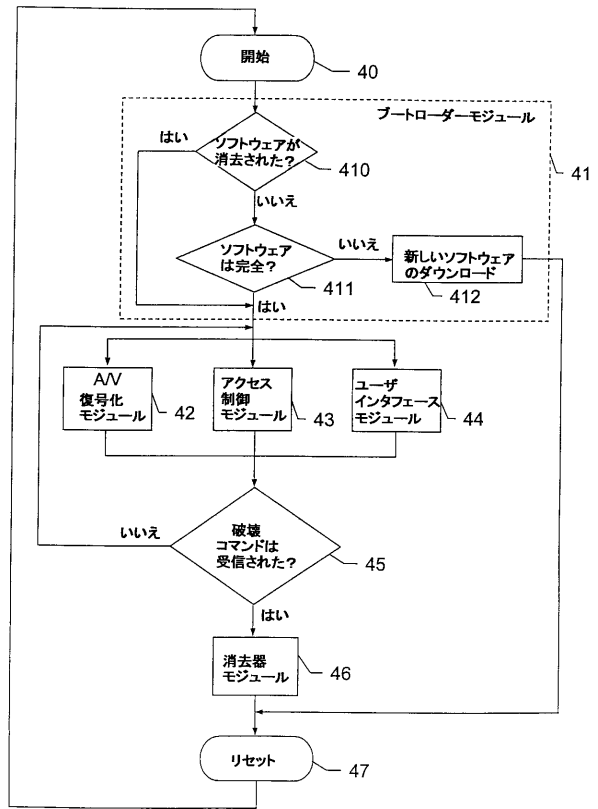 開始
40
ブートローダーモジュール
はい
ソフトウェアが
消去された?
410
41
いいえ
ソフトウェア
は完全?
411
いいえ
新しいソフトウェア
のダウンロード
412
はい
A/V
復号化
モジュール
42
アクセス
制御
モジュール
43
ユーザ
インタフェース
モジュール
44
いいえ
破壊
コマンドは
受信された?
45
はい
消去器
モジュール
46
リセット
47